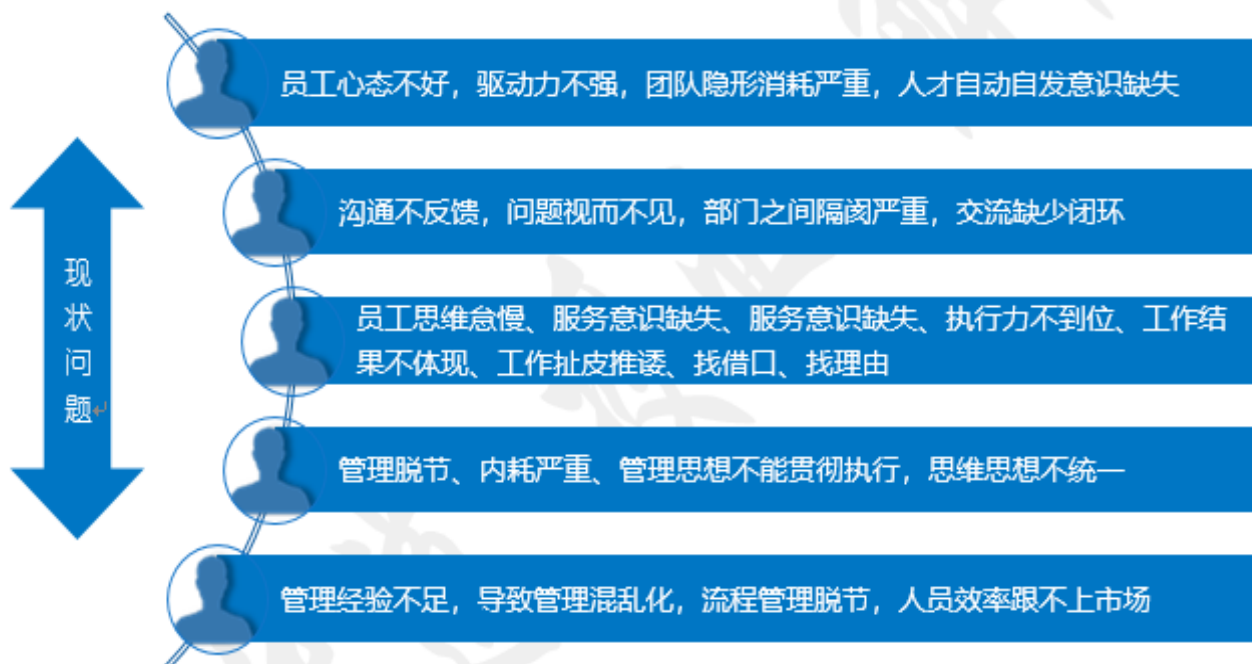 员工心态不好，驱动力不强，团队隐形消耗严重，人才自动自发意识缺失
沟通不反馈，问题视而不见，部门之间隔阂严重，交流缺少闭环
现状问题
员工思维怠慢、服务意识缺失、服务意识缺失、执行力不到位、工作结
果不体现、工作扯皮推诿、找借口、找理由
管理脱节、内耗严重、管理思想不能贯彻执行，思维思想不统一
管理经验不足，导致管理混乱化，流程管理脱节，人员效率跟不上市场